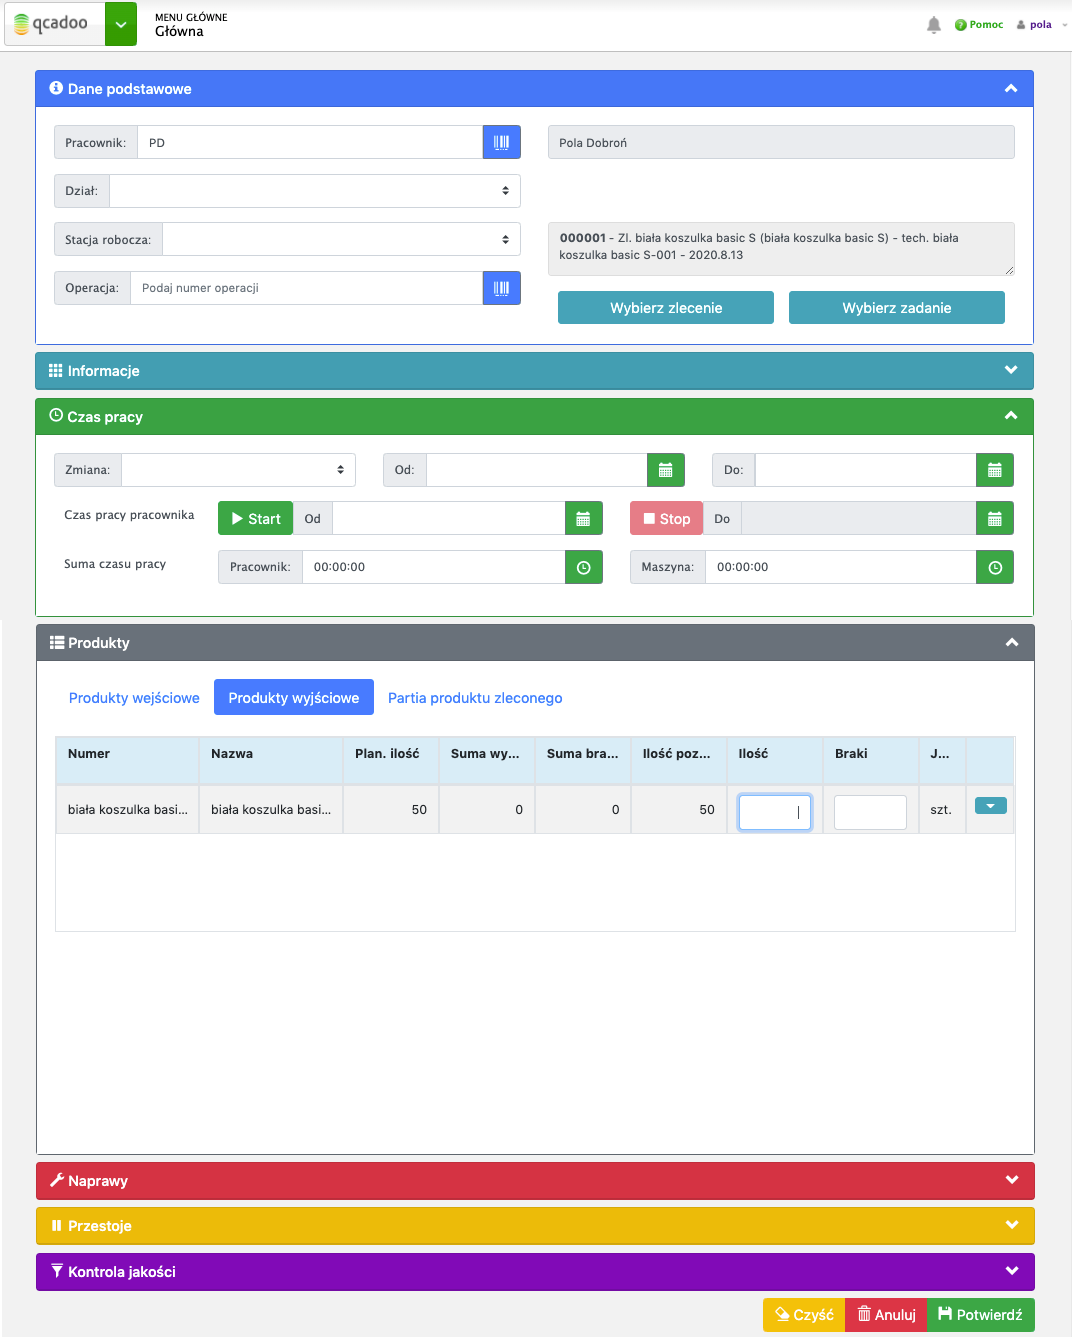 qcadoo
MENU GŁÓWNE
Główna
Pomoc
pola
Dane podstawowe
Pracownik: PD
Pola Dobroń
Dział:
Stacja robocza:
000001 - Zl. biała koszulka basic S (biała koszulka basic S) - tech. biała
koszulka basic S-001 - 2020.8.13
Operacja: Podaj numer operacji
Wybierz zlecenie Wybierz zadanie
Informacje
Czas pracy
Zmiana: Od: Do:
Czas pracy pracownika Start Od Stop Do
Suma czasu pracy Pracownik: 00:00:00 Maszyna: 00:00:00
Produkty
Produkty wejściowe Produkty wyjściowe Partia produktu zleconego
Numer Nazwa Plan. ilość Suma wy... Suma bra... Ilość poz... Ilość Braki J...
biała koszulka basi... biała koszulka basi... 50 0 0 50 szt.
Naprawy
Przestoje
Kontrola jakości
Czyść Anuluj Potwierdź